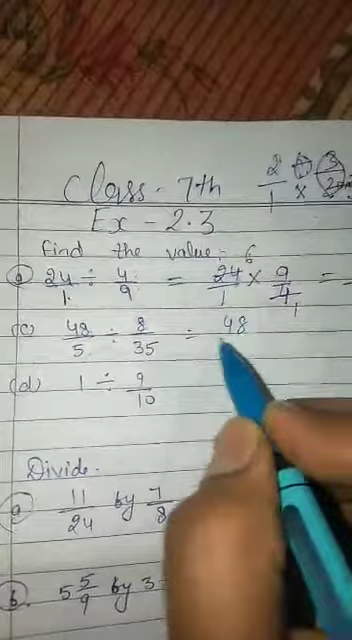 Class - 7th
Ex - 2.3
Find the value :-
(a) 24/1 ÷ 4/9 = 24/1 × 9/4 =
(c) 48/5 ÷ 8/35 = 48
(d) 1 ÷ 9/10
Divide.
(a) 11/24 by 7/8
(b). 5 5/9 by 3